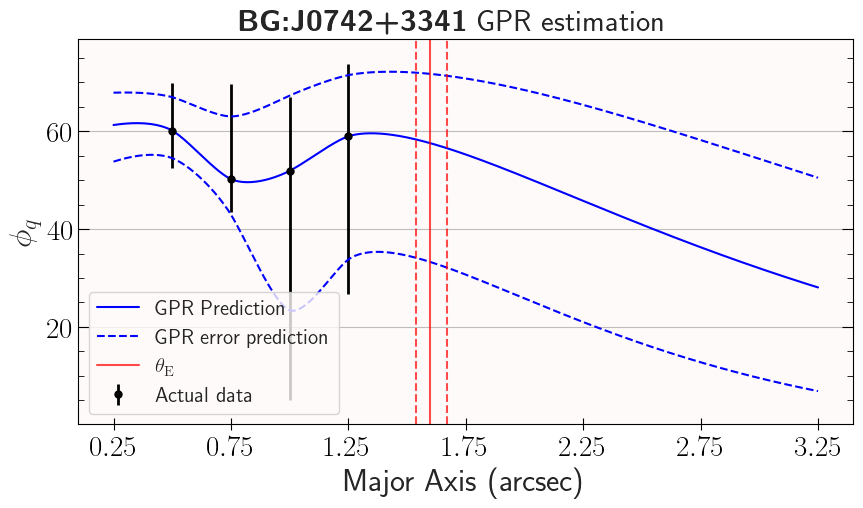 BG:J0742+3341 GPR estimation
60
40
20
ϕq
GPR Prediction
GPR error prediction
θE
Actual data
0.25 0.75 1.25 1.75 2.25 2.75 3.25
Major Axis (arcsec)